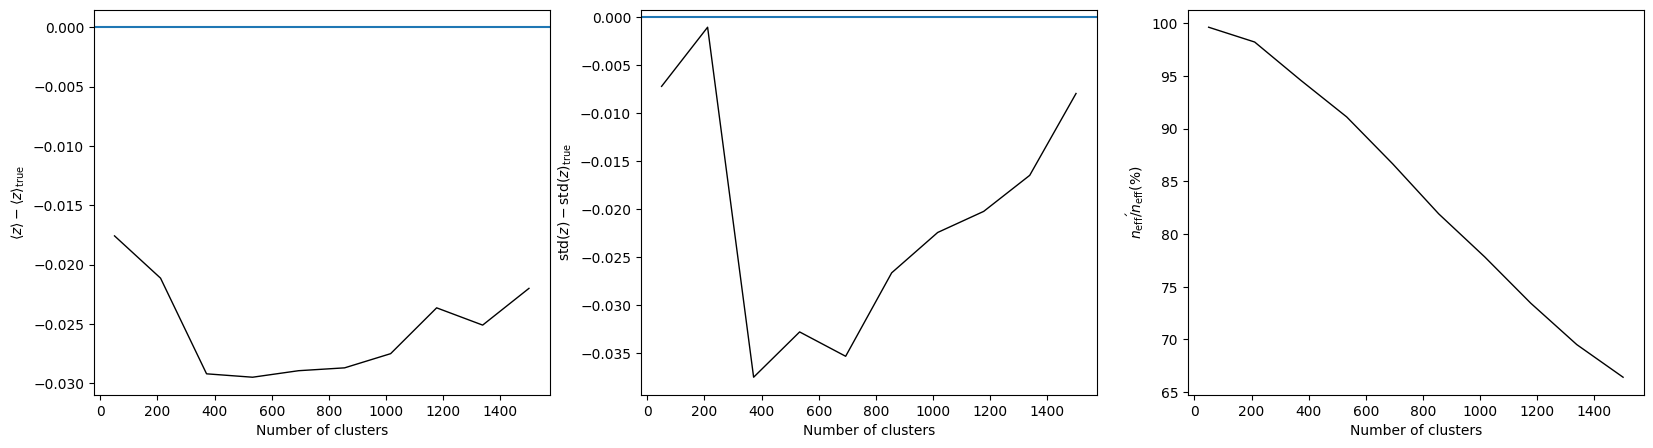 ⟨z⟩ − ⟨z⟩true
0.000
−0.005
−0.010
−0.015
−0.020
−0.025
−0.030
0 200 400 600 800 1000 1200 1400
Number of clusters
std(z) − std(z)true
0.000
−0.005
−0.010
−0.015
−0.020
−0.025
−0.030
−0.035
0 200 400 600 800 1000 1200 1400
Number of clusters
n′eff/neff(%)
100
95
90
85
80
75
70
65
0 200 400 600 800 1000 1200 1400
Number of clusters